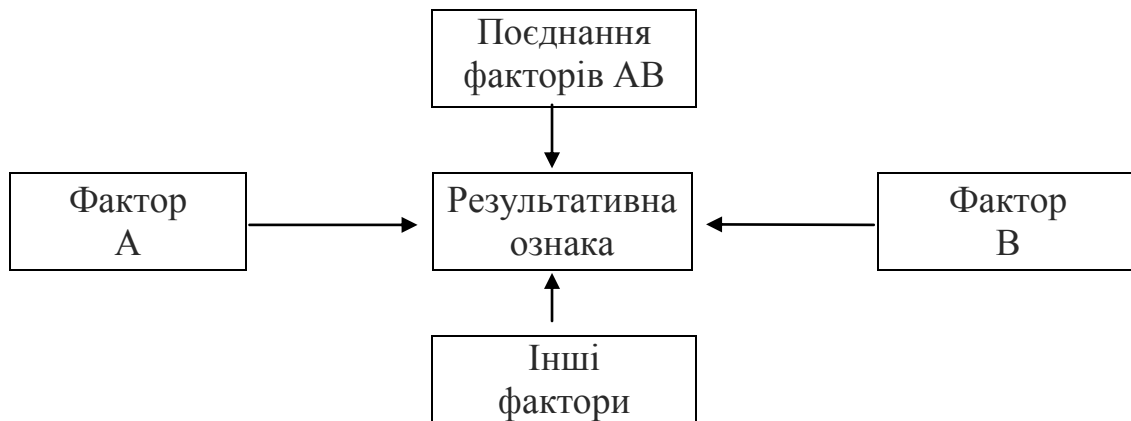 Поєднання
факторів АВ
Фактор
А
Результативна
ознака
Фактор
В
Інші
фактори